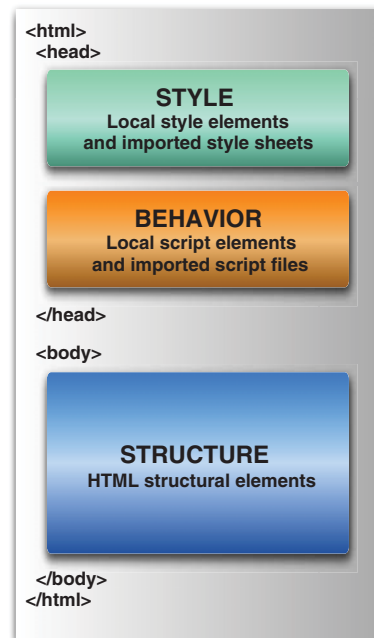 <html>
<head>
STYLE
Local style elements
and imported style sheets
BEHAVIOR
Local script elements
and imported script files
</head>
<body>
STRUCTURE
HTML structural elements
</body>
</html>